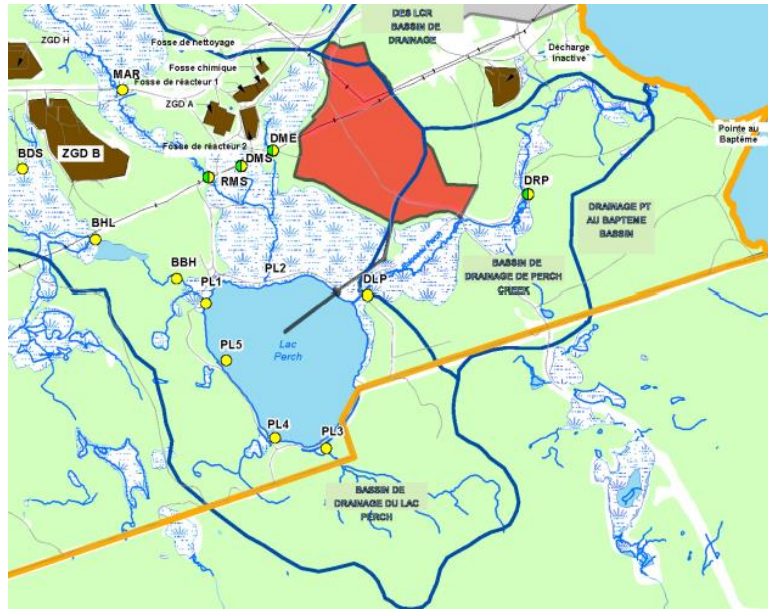 DES LCR
BASSIN DE
DRAINAGE
ZGD H
Fosse de nettoyage
Décharge
Inactive
Fosse chimique
MAR
Fosse de réacteur 1
ZGD A
Pointe au
Baptême
Fosse de réacteur 2
DME
BDS
ZGD B
DMS
RMS
DRP
DRAINAGE PT
AU BAPTEME
BASSIN
BHL
BASSIN DE
DRAINAGE DE PERCH
CREEK
BBH
PL2
DLP
PL1
Lac
Perch
PL5
PL4
PL3
BASSIN DE
DRAINAGE DU LAC
PERCH